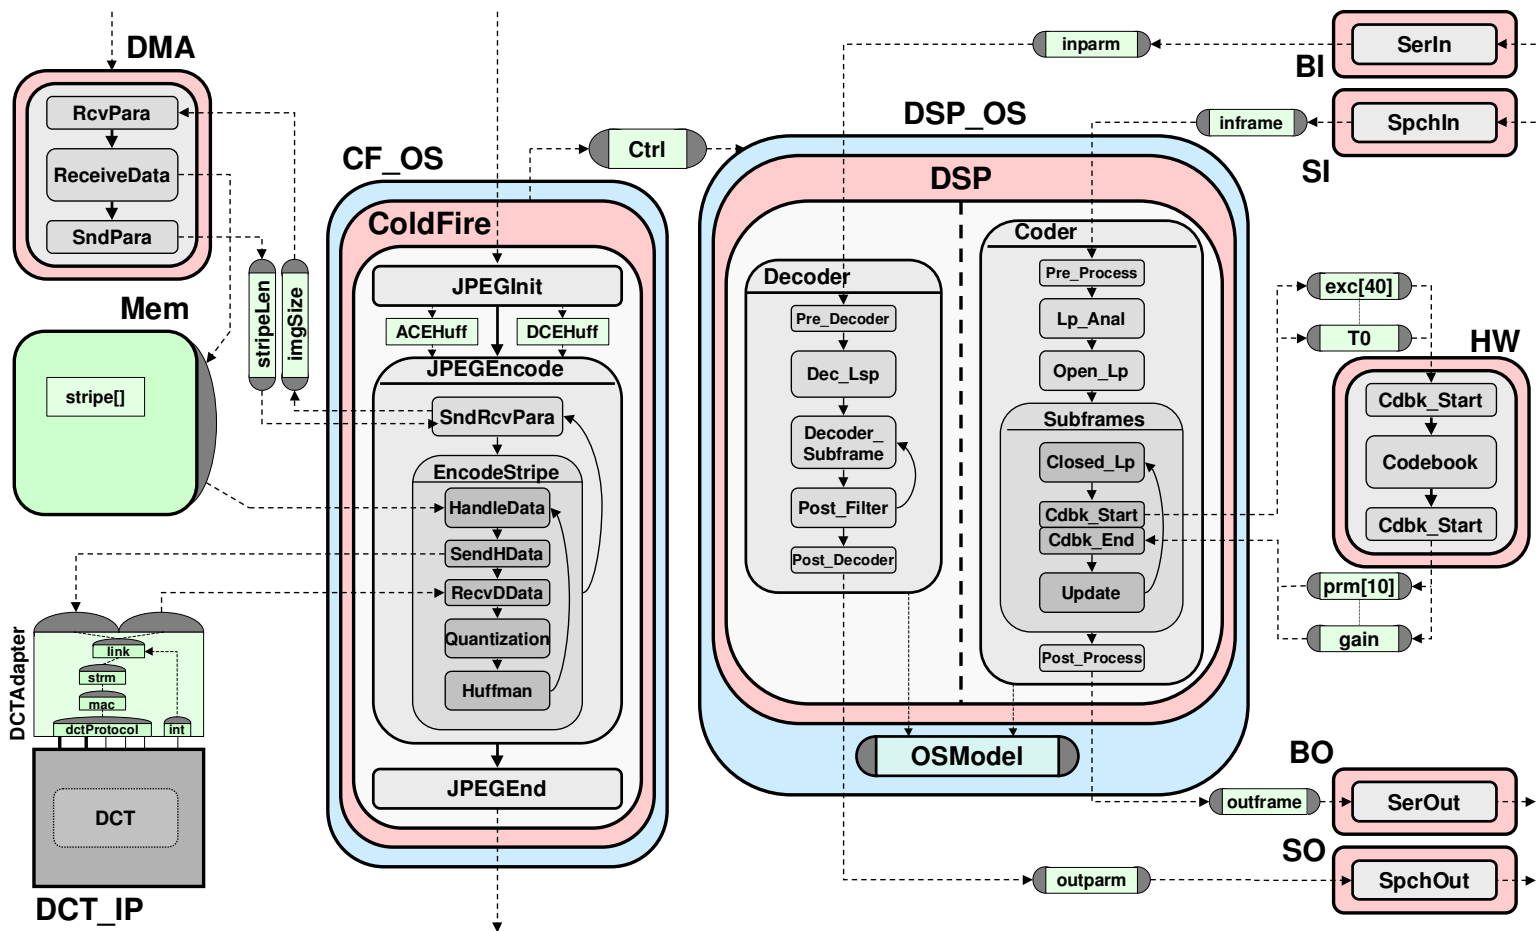 DMA
RcvPara
ReceiveData
SndPara
Mem
stripe[]
stripeLen
imgSize
DCTAdapter
link
strm
mac
dctProtocol
int
DCT
DCT_IP
CF_OS
ColdFire
JPEGInit
ACEHuff
DCEHuff
JPEGEncode
SndRcvPara
EncodeStripe
HandleData
SendHData
RecvDData
Quantization
Huffman
JPEGEnd
Ctrl
DSP_OS
DSP
Decoder
Pre_Decoder
Dec_Lsp
Decoder_
Subframe
Post_Filter
Post_Decoder
Coder
Pre_Process
Lp_Anal
Open_Lp
Subframes
Closed_Lp
Cdbk_Start
Cdbk_End
Update
Post_Process
OSModel
inparm
SerIn
BI
inframe
SpchIn
SI
exc[40]
T0
HW
Cdbk_Start
Codebook
Cdbk_Start
prm[10]
gain
BO
outframe
SerOut
SO
outparm
SpchOut